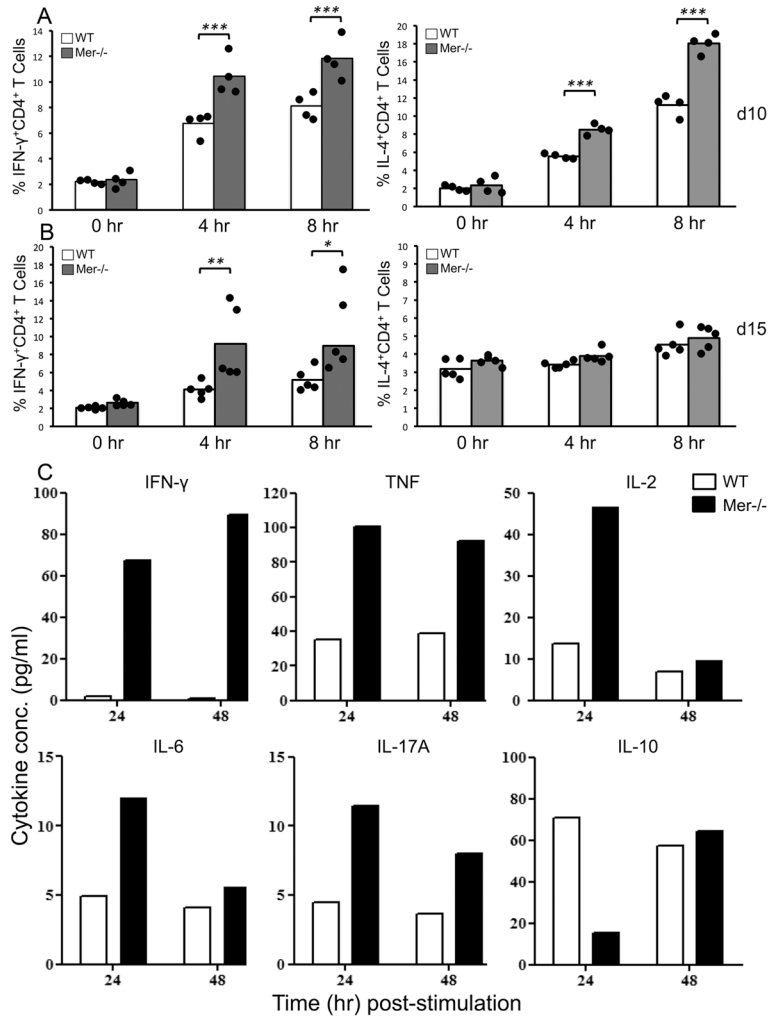 A
% IFN-γ⁺CD4⁺ T Cells
14
12
10
8
6
4
2
0
WT
Mer-/-
***
***
0 hr
4 hr
8 hr
% IL-4⁺CD4⁺ T Cells
20
18
16
14
12
10
8
6
4
2
0
WT
Mer-/-
***
***
0 hr
4 hr
8 hr
d10
B
% IFN-γ⁺CD4⁺ T Cells
20
18
16
14
12
10
8
6
4
2
0
WT
Mer-/-
**
*
0 hr
4 hr
8 hr
% IL-4⁺CD4⁺ T Cells
10
9
8
7
6
5
4
3
2
1
0
WT
Mer-/-
0 hr
4 hr
8 hr
d15
C
Cytokine conc. (pg/ml)
WT
Mer-/-
IFN-γ
100
80
60
40
20
0
24
48
TNF
120
100
80
60
40
20
0
24
48
IL-2
50
40
30
20
10
0
24
48
IL-6
15
10
5
0
24
48
IL-17A
15
10
5
0
24
48
IL-10
100
80
60
40
20
0
24
48
Time (hr) post-stimulation